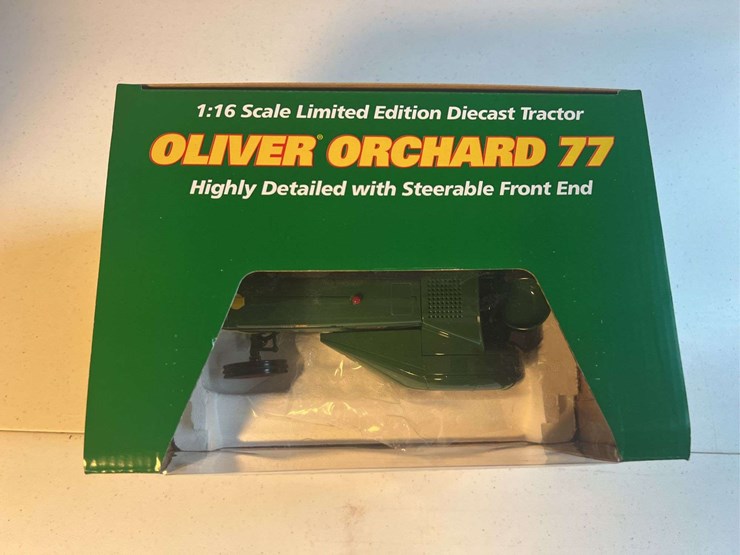 1:16 Scale Limited Edition Diecast Tractor
OLIVER® ORCHARD 77
Highly Detailed with Steerable Front End